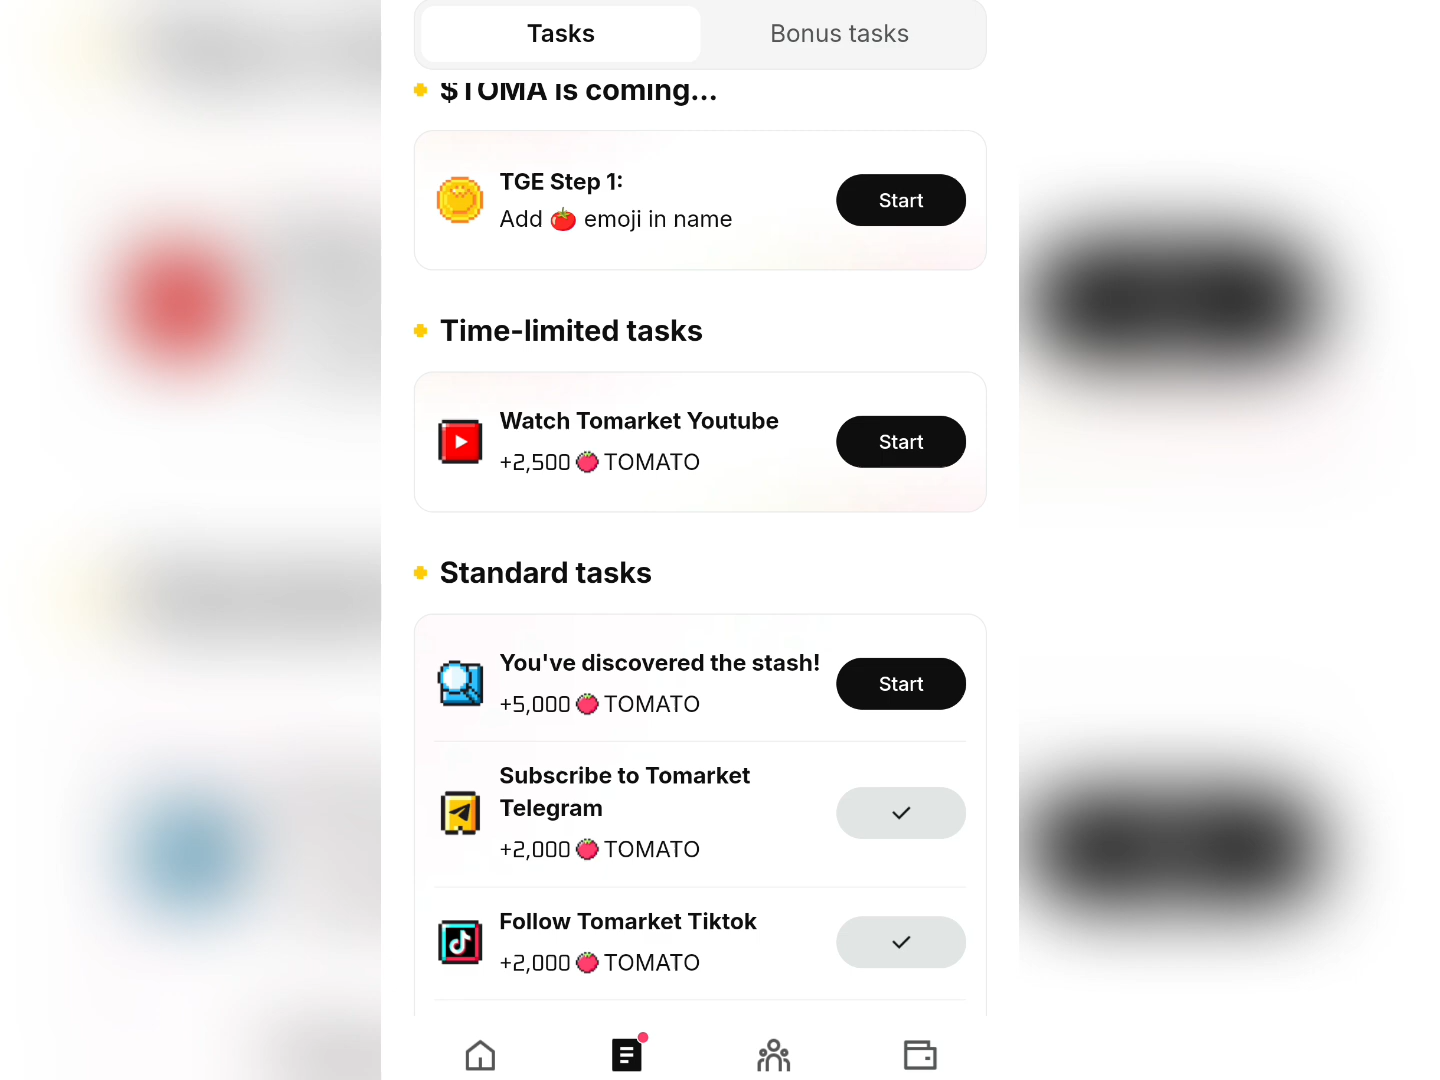 Tasks
Bonus tasks
$TOMA is coming...
TGE Step 1:
Add 🍅 emoji in name
Start
Time-limited tasks
Watch Tomarket Youtube
+2,500 🍅 TOMATO
Start
Standard tasks
You've discovered the stash!
+5,000 🍅 TOMATO
Start
Subscribe to Tomarket
Telegram
+2,000 🍅 TOMATO
Follow Tomarket Tiktok
+2,000 🍅 TOMATO